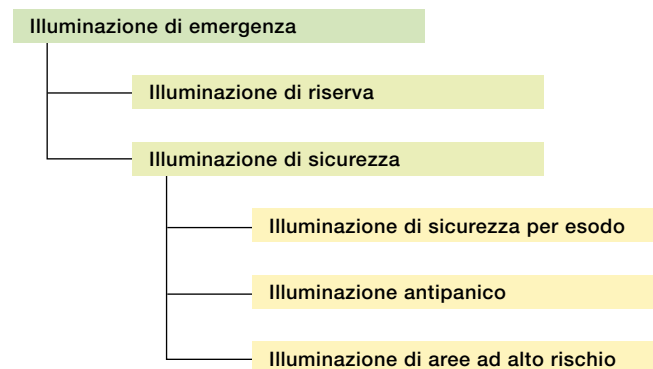 Illuminazione di emergenza
Illuminazione di riserva
Illuminazione di sicurezza
Illuminazione di sicurezza per esodo
Illuminazione antipanico
Illuminazione di aree ad alto rischio